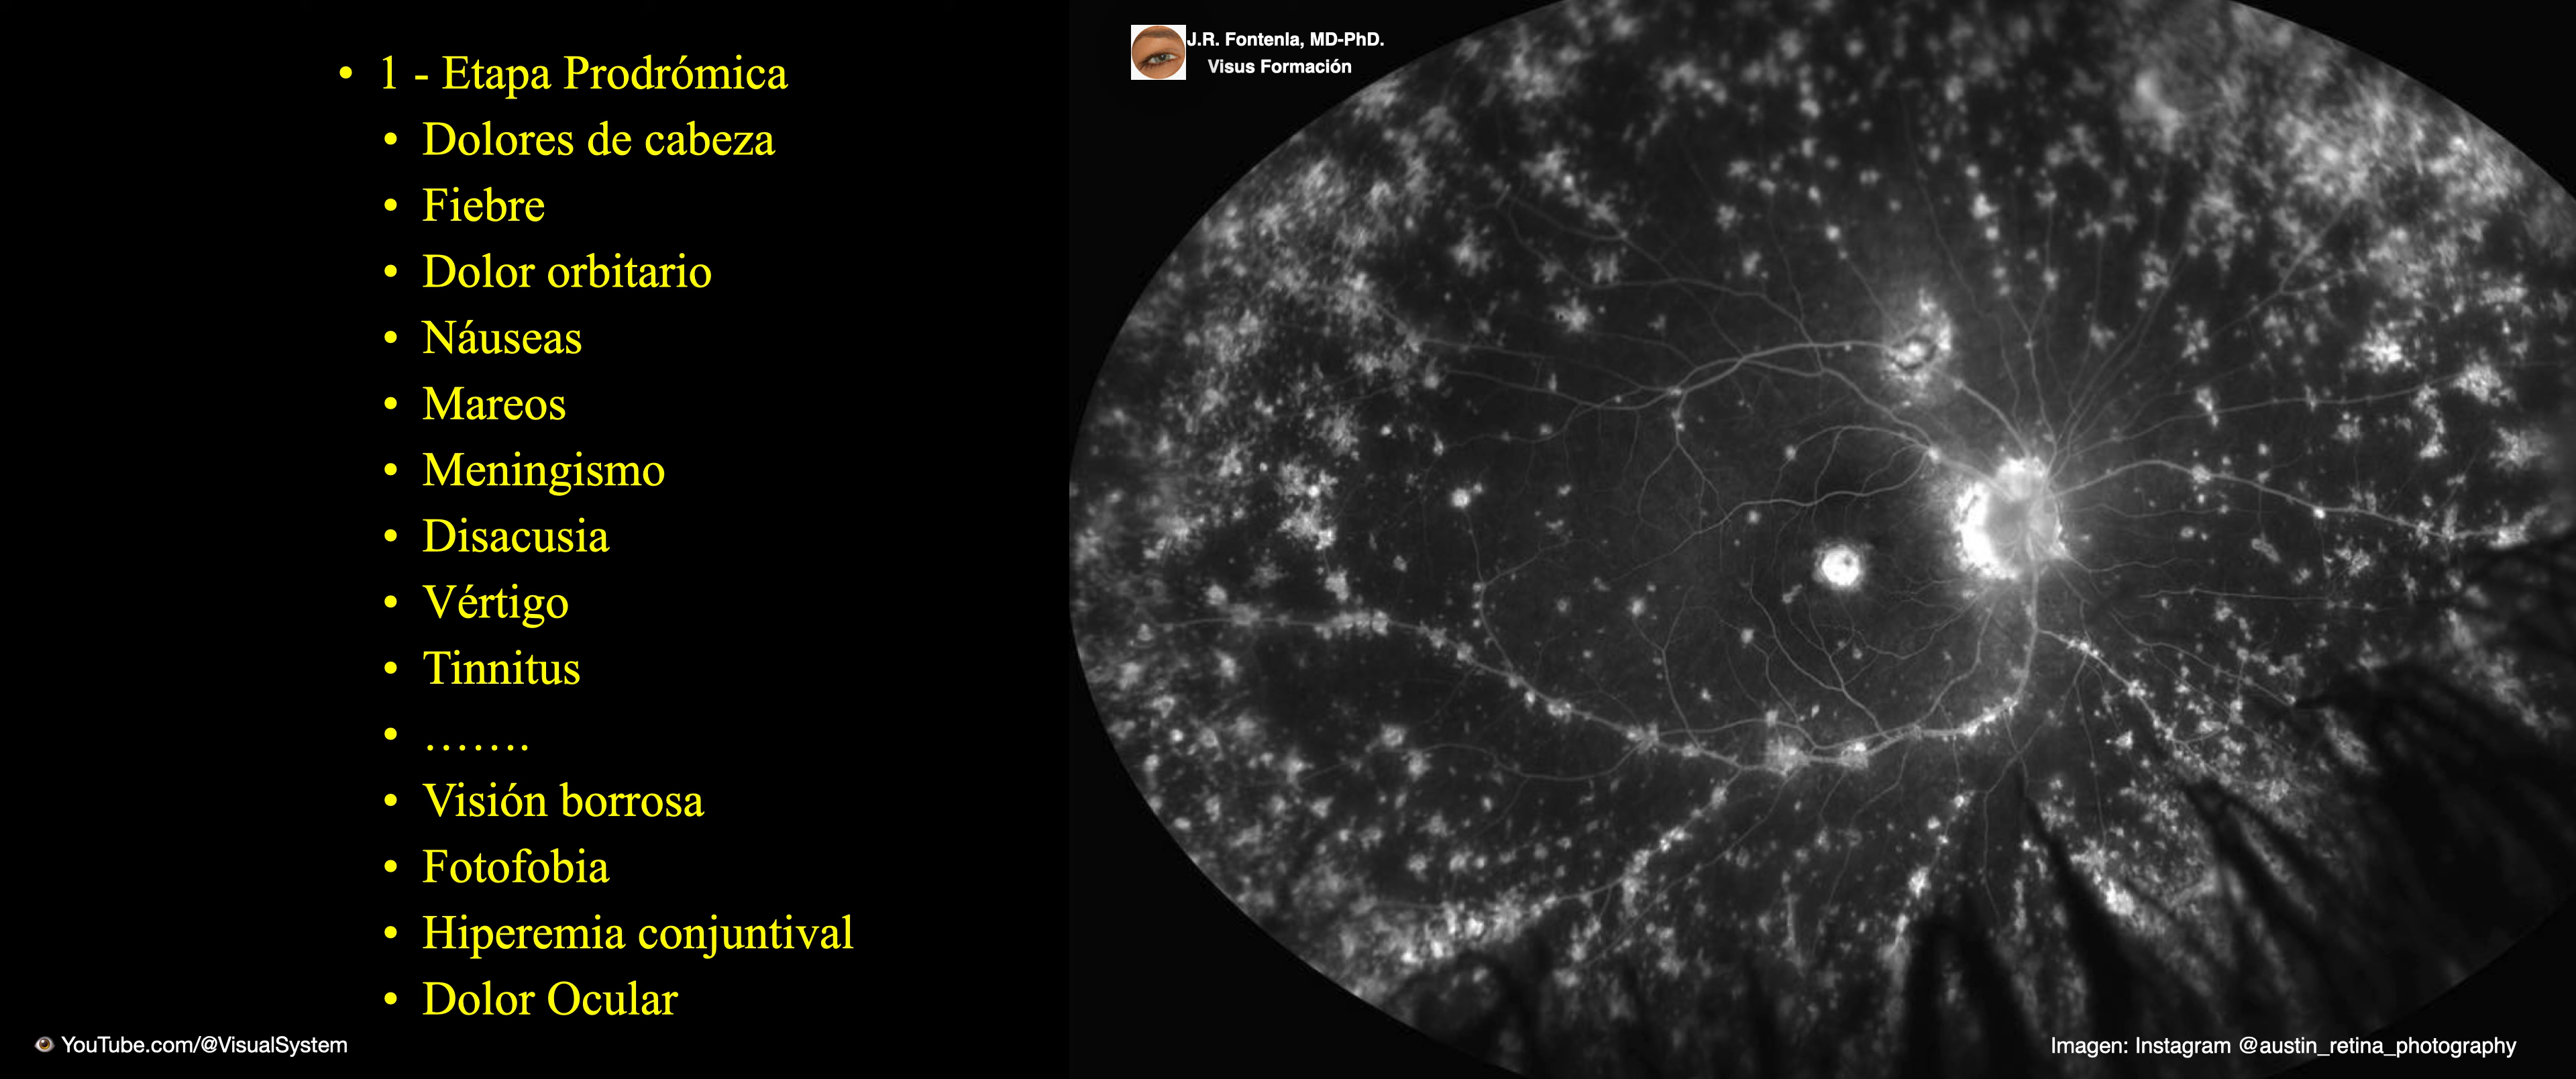 • 1 - Etapa Prodrómica
• Dolores de cabeza
• Fiebre
• Dolor orbitario
• Náuseas
• Mareos
• Meningismo
• Disacusia
• Vértigo
• Tinnitus
• …….
• Visión borrosa
• Fotofobia
• Hiperemia conjuntival
• Dolor Ocular
YouTube.com/@VisualSystem
J.R. Fontenla, MD-PhD.
Visus Formación
Imagen: Instagram @austin_retina_photography